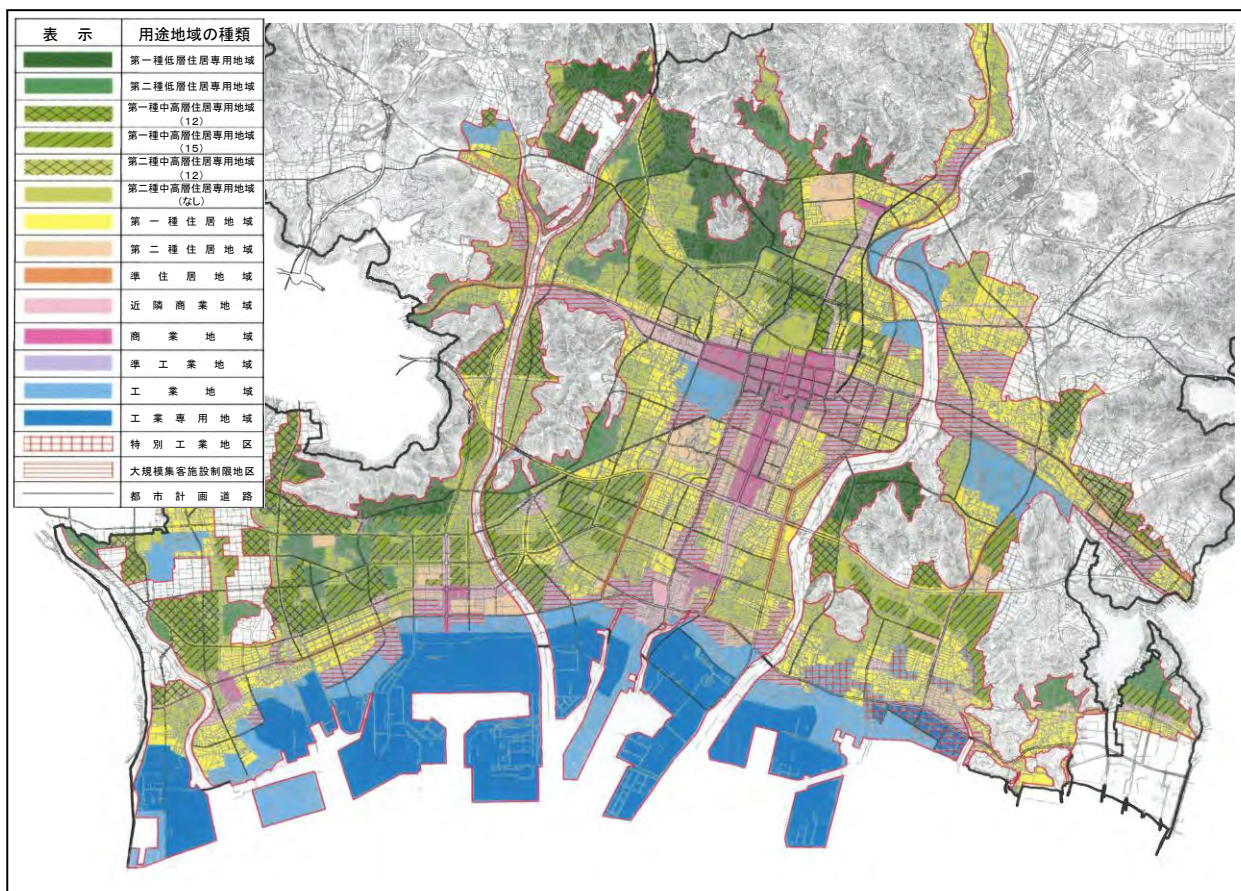 表示 用途地域の種類
第一種低層住居専用地域
第二種低層住居専用地域
第一種中高層住居専用地域
(12)
第一種中高層住居専用地域
(15)
第二種中高層住居専用地域
(12)
第二種中高層住居専用地域
(なし)
第一種住居地域
第二種住居地域
準住居地域
近隣商業地域
商業地域
準工業地域
工業地域
工業専用地域
特別工業地区
大規模集客施設制限地区
都市計画道路